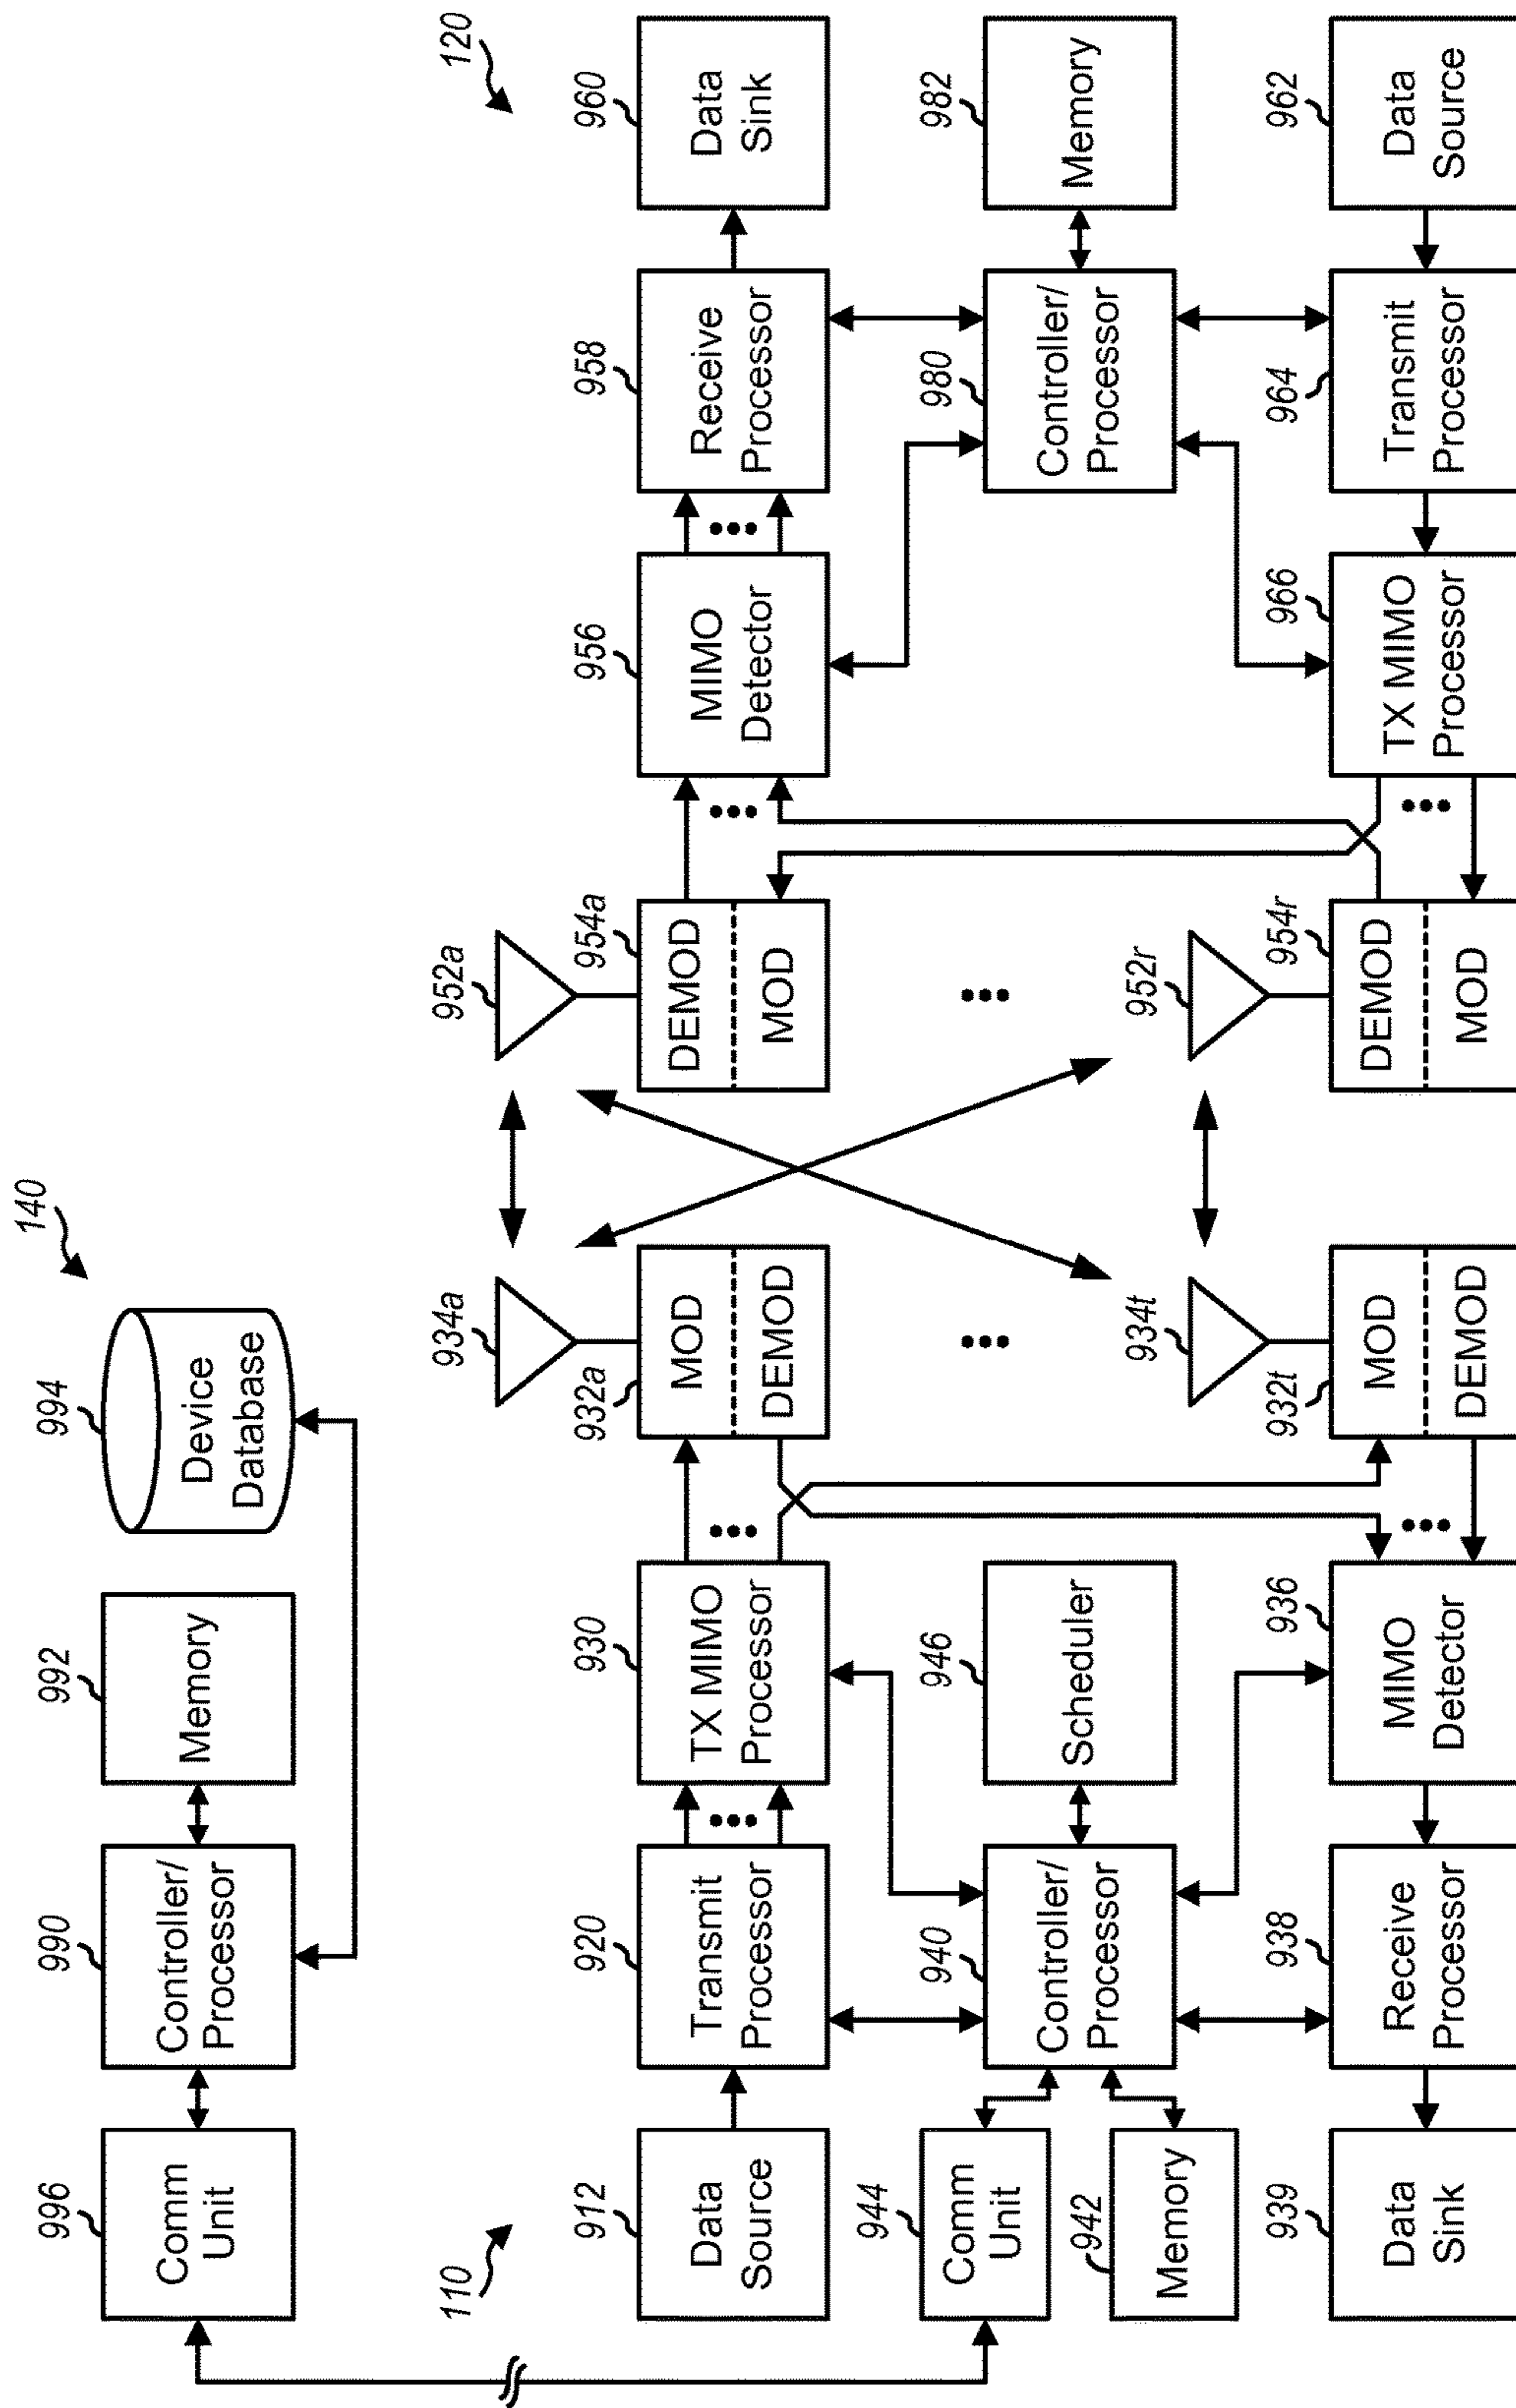 140
996
Comm
Unit
990
Controller/
Processor
992
Memory
994
Device
Database
110
120
912
Data
Source
920
Transmit
Processor
930
TX MIMO
Processor
932a
MOD
DEMOD
934a
952a
954a
DEMOD
MOD
956
MIMO
Detector
958
Receive
Processor
960
Data
Sink
944
Comm
Unit
942
Memory
940
Controller/
Processor
946
Scheduler
980
Controller/
Processor
982
Memory
939
Data
Sink
938
Receive
Processor
936
MIMO
Detector
932t
MOD
DEMOD
934t
952r
954r
DEMOD
MOD
966
TX MIMO
Processor
964
Transmit
Processor
962
Data
Source